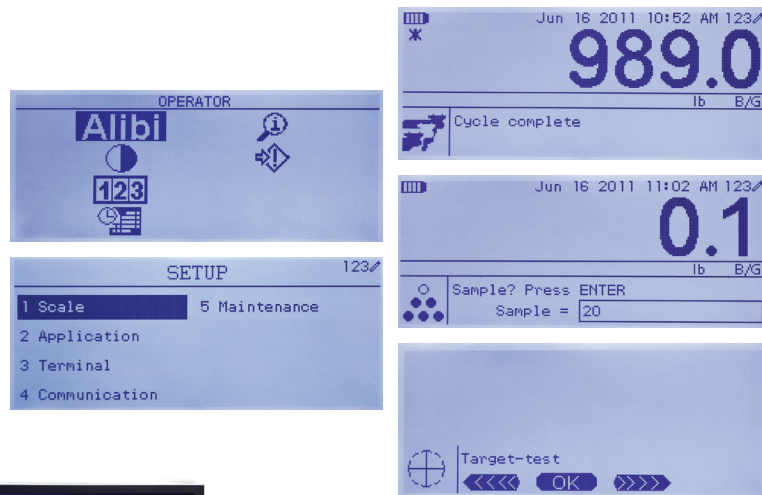 OPERATOR
Alibi
123
SETUP
123
1 Scale
5 Maintenance
2 Application
3 Terminal
4 Communication
Jun 16 2011 10:52 AM 123
989.0
lb B/G
Cycle complete
Jun 16 2011 11:02 AM 123
0.1
lb B/G
Sample? Press ENTER
Sample = 20
Target-test
<<<<< OK >>>>>